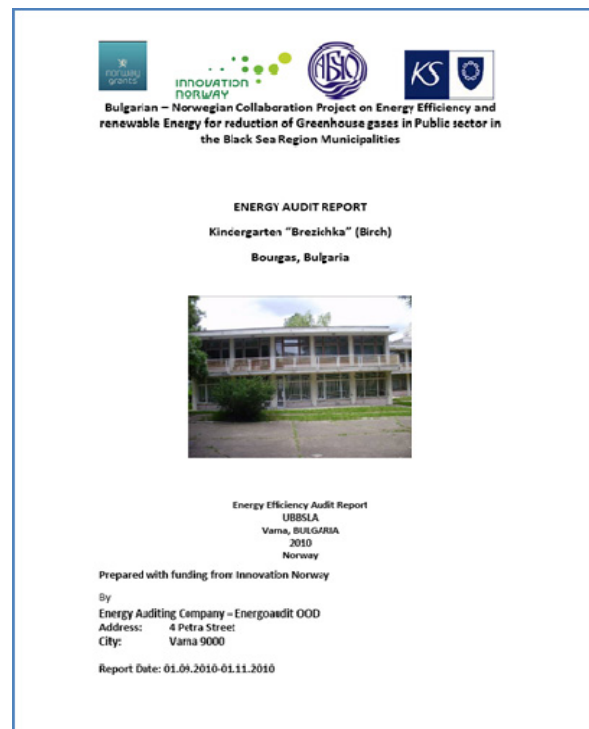 norway
grants
INNOVATION
NORWAY
KS
Bulgarian – Norwegian Collaboration Project on Energy Efficiency and
renewable Energy for reduction of Greenhouse gases in Public sector in
the Black Sea Region Municipalities
ENERGY AUDIT REPORT
Kindergarten "Brezichka" (Birch)
Bourgas, Bulgaria
Energy Efficiency Audit Report
UBBSLA
Varna, BULGARIA
2010
Norway
Prepared with funding from Innovation Norway
By
Energy Auditing Company – Energoaudit OOD
Address: 4 Petra Street
City: Varna 9000
Report Date: 01.09.2010-01.11.2010